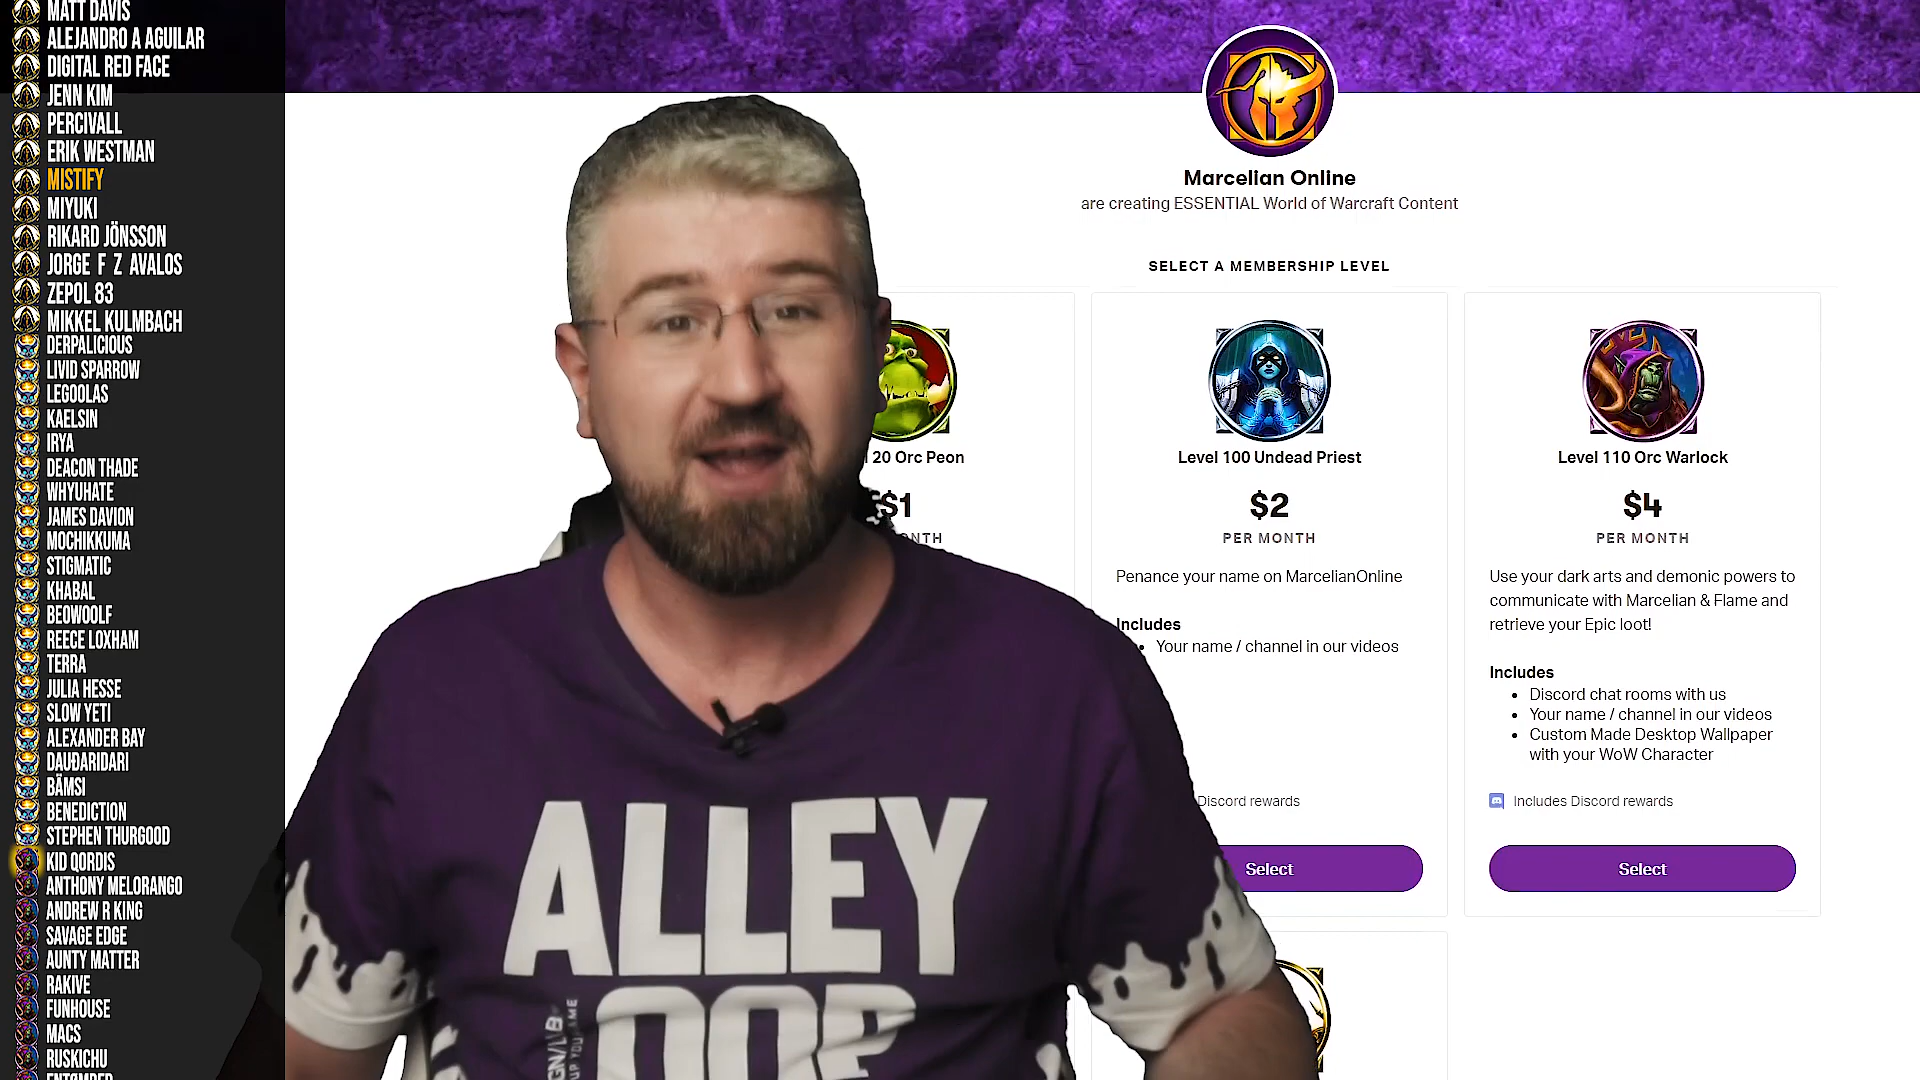 MATT DAVIS
ALEJANDRO A AGUILAR
DIGITAL RED FACE
JENN KIM
PERCIVALL
ERIK WESTMAN
MISTIFY
MIYUKI
RIKARD JÖNSSON
JORGE F Z AVALOS
ZEPOL 83
MIKKEL KULMBACH
DERPALICIOUS
LIVID SPARROW
LEGOOLAS
KAELSIN
IRYA
DEACON THADE
WHYUHATE
JAMES DAVION
MOCHIKKUMA
STIGMATIC
KHABAL
BEOWOOLF
REECE LOXHAM
TERRA
JULIA HESSE
SLOW YETI
ALEXANDER BAY
DAUÐARIDARI
BÄMSI
BENEDICTION
STEPHEN THURGOOD
KID QORDIS
ANTHONY MELORANGO
ANDREW R KING
SAVAGE EDGE
AUNTY MATTER
RAKIVE
FUNHOUSE
MACS
RUSKICHU
Marcelian Online
are creating ESSENTIAL World of Warcraft Content
SELECT A MEMBERSHIP LEVEL
20 Orc Peon
$1
Level 100 Undead Priest
$2
PER MONTH
Penance your name on MarcelianOnline
Includes
• Your name / channel in our videos
Discord rewards
Select
Level 110 Orc Warlock
$4
PER MONTH
Use your dark arts and demonic powers to
communicate with Marcelian & Flame and
retrieve your Epic loot!
Includes
• Discord chat rooms with us
• Your name / channel in our videos
• Custom Made Desktop Wallpaper
with your WoW Character
Includes Discord rewards
Select
ALLEY
OOP